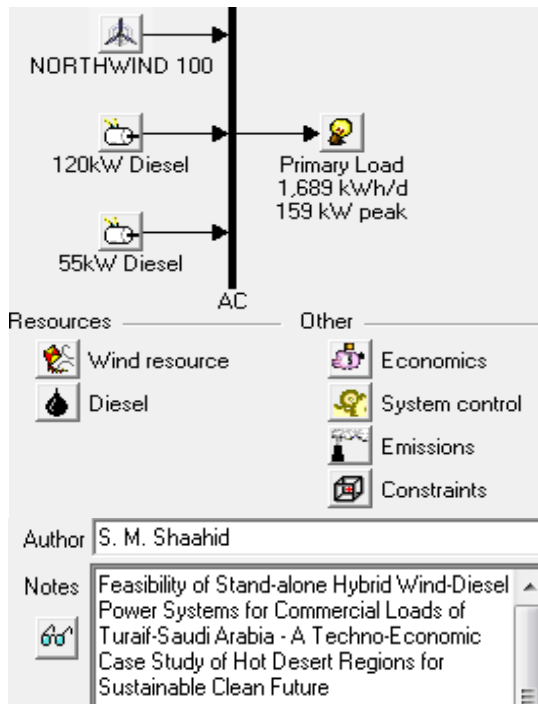 NORTHWIND 100
120kW Diesel
Primary Load
1,689 kWh/d
159 kW peak
55kW Diesel
AC
Resources
Other
Wind resource
Economics
Diesel
System control
Emissions
Constraints
Author S. M. Shaahid
Notes
Feasibility of Stand-alone Hybrid Wind-Diesel
Power Systems for Commercial Loads of
Turaif-Saudi Arabia - A Techno-Economic
Case Study of Hot Desert Regions for
Sustainable Clean Future